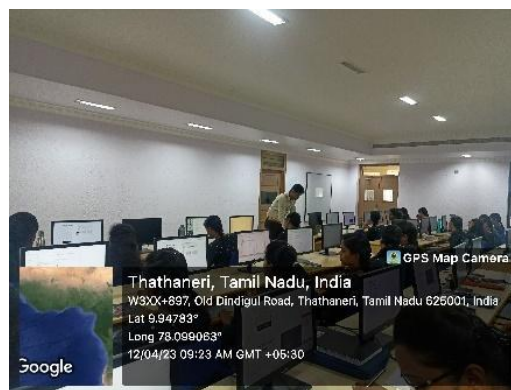 GPS Map Camera
Thathaneri, Tamil Nadu, India
W3XX+897, Old Dindigul Road, Thathaneri, Tamil Nadu 625001, India
Lat 9.94783°
Long 78.099063°
12/04/23 09:23 AM GMT +05:30
Google